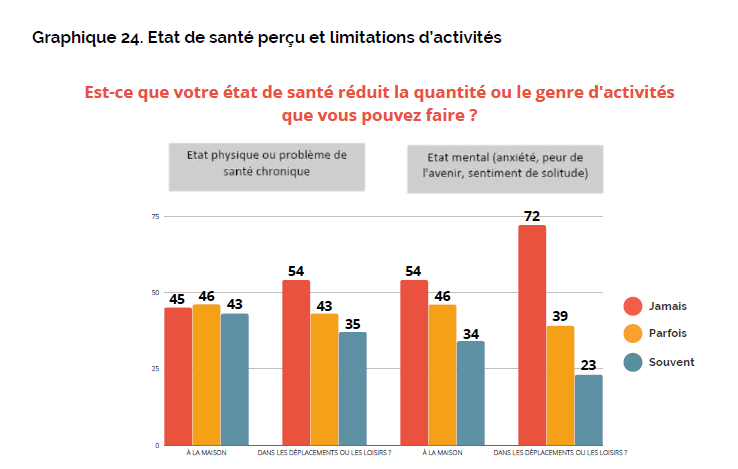 Graphique 24. Etat de santé perçu et limitations d'activités
Est-ce que votre état de santé réduit la quantité ou le genre d'activités
que vous pouvez faire ?
Etat physique ou problème de
santé chronique
Etat mental (anxiété, peur de
l'avenir, sentiment de solitude)
75
50
25
0
45
46
43
54
43
35
54
46
34
72
39
23
À LA MAISON
DANS LES DÉPLACEMENTS OU LES LOISIRS ?
À LA MAISON
DANS LES DÉPLACEMENTS OU LES LOISIRS ?
Jamais
Parfois
Souvent